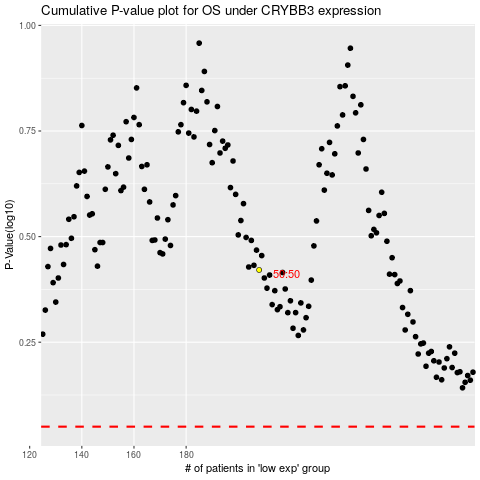 Cumulative P-value plot for OS under CRYBB3 expression
P-Value(log10)
1.00
0.75
0.50
0.25
50:50
120 140 160 180
# of patients in 'low exp' group